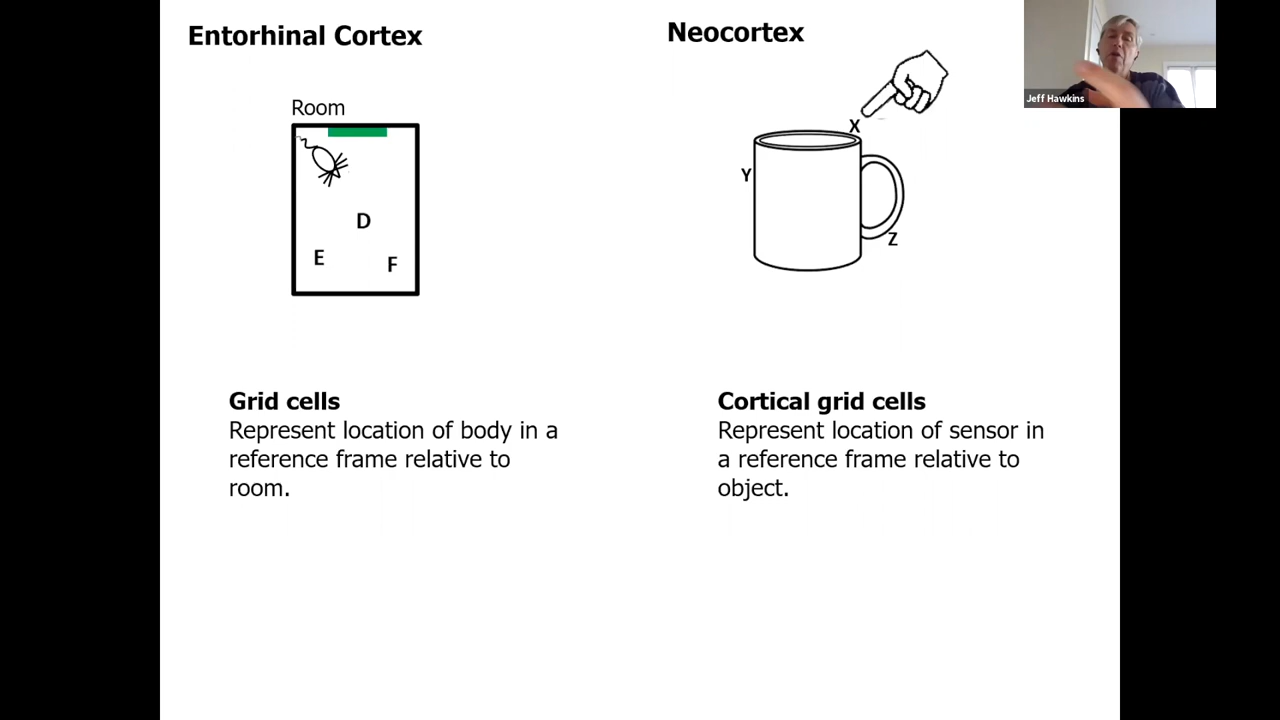 Entorhinal Cortex
Room
D
E
F
Grid cells
Represent location of body in a
reference frame relative to
room.
Neocortex
X
Y
Z
Cortical grid cells
Represent location of sensor in
a reference frame relative to
object.
Jeff Hawkins